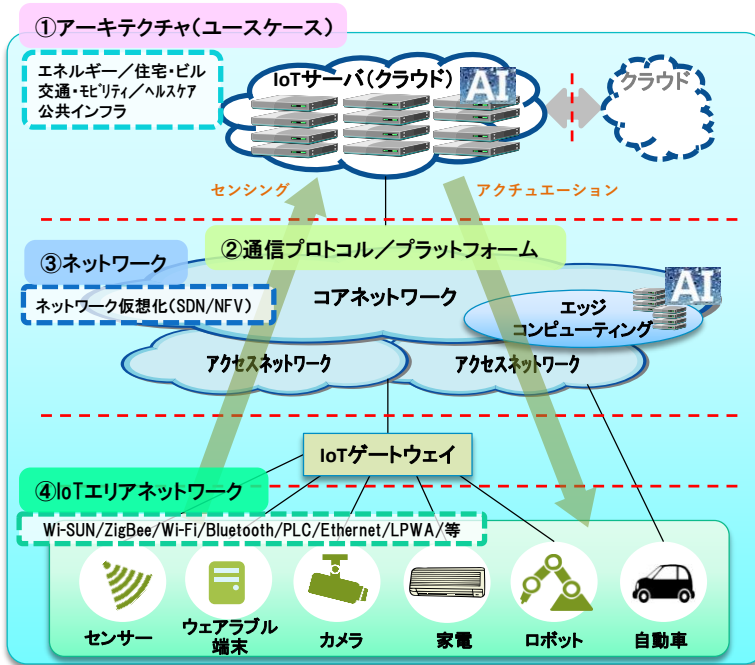 ①アーキテクチャ(ユースケース)
エネルギー/住宅・ビル
交通・モビリティ/ヘルスケア
公共インフラ
IoTサーバ(クラウド)
AI
クラウド
センシング
アクチュエーション
②通信プロトコル/プラットフォーム
③ネットワーク
ネットワーク仮想化(SDN/NFV)
コアネットワーク
AI
エッジ
コンピューティング
アクセスネットワーク
アクセスネットワーク
IoTゲートウェイ
④IoTエリアネットワーク
Wi-SUN/ZigBee/Wi-Fi/Bluetooth/PLC/Ethernet/LPWA/等
センサー
ウェアラブル
端末
カメラ
家電
ロボット
自動車